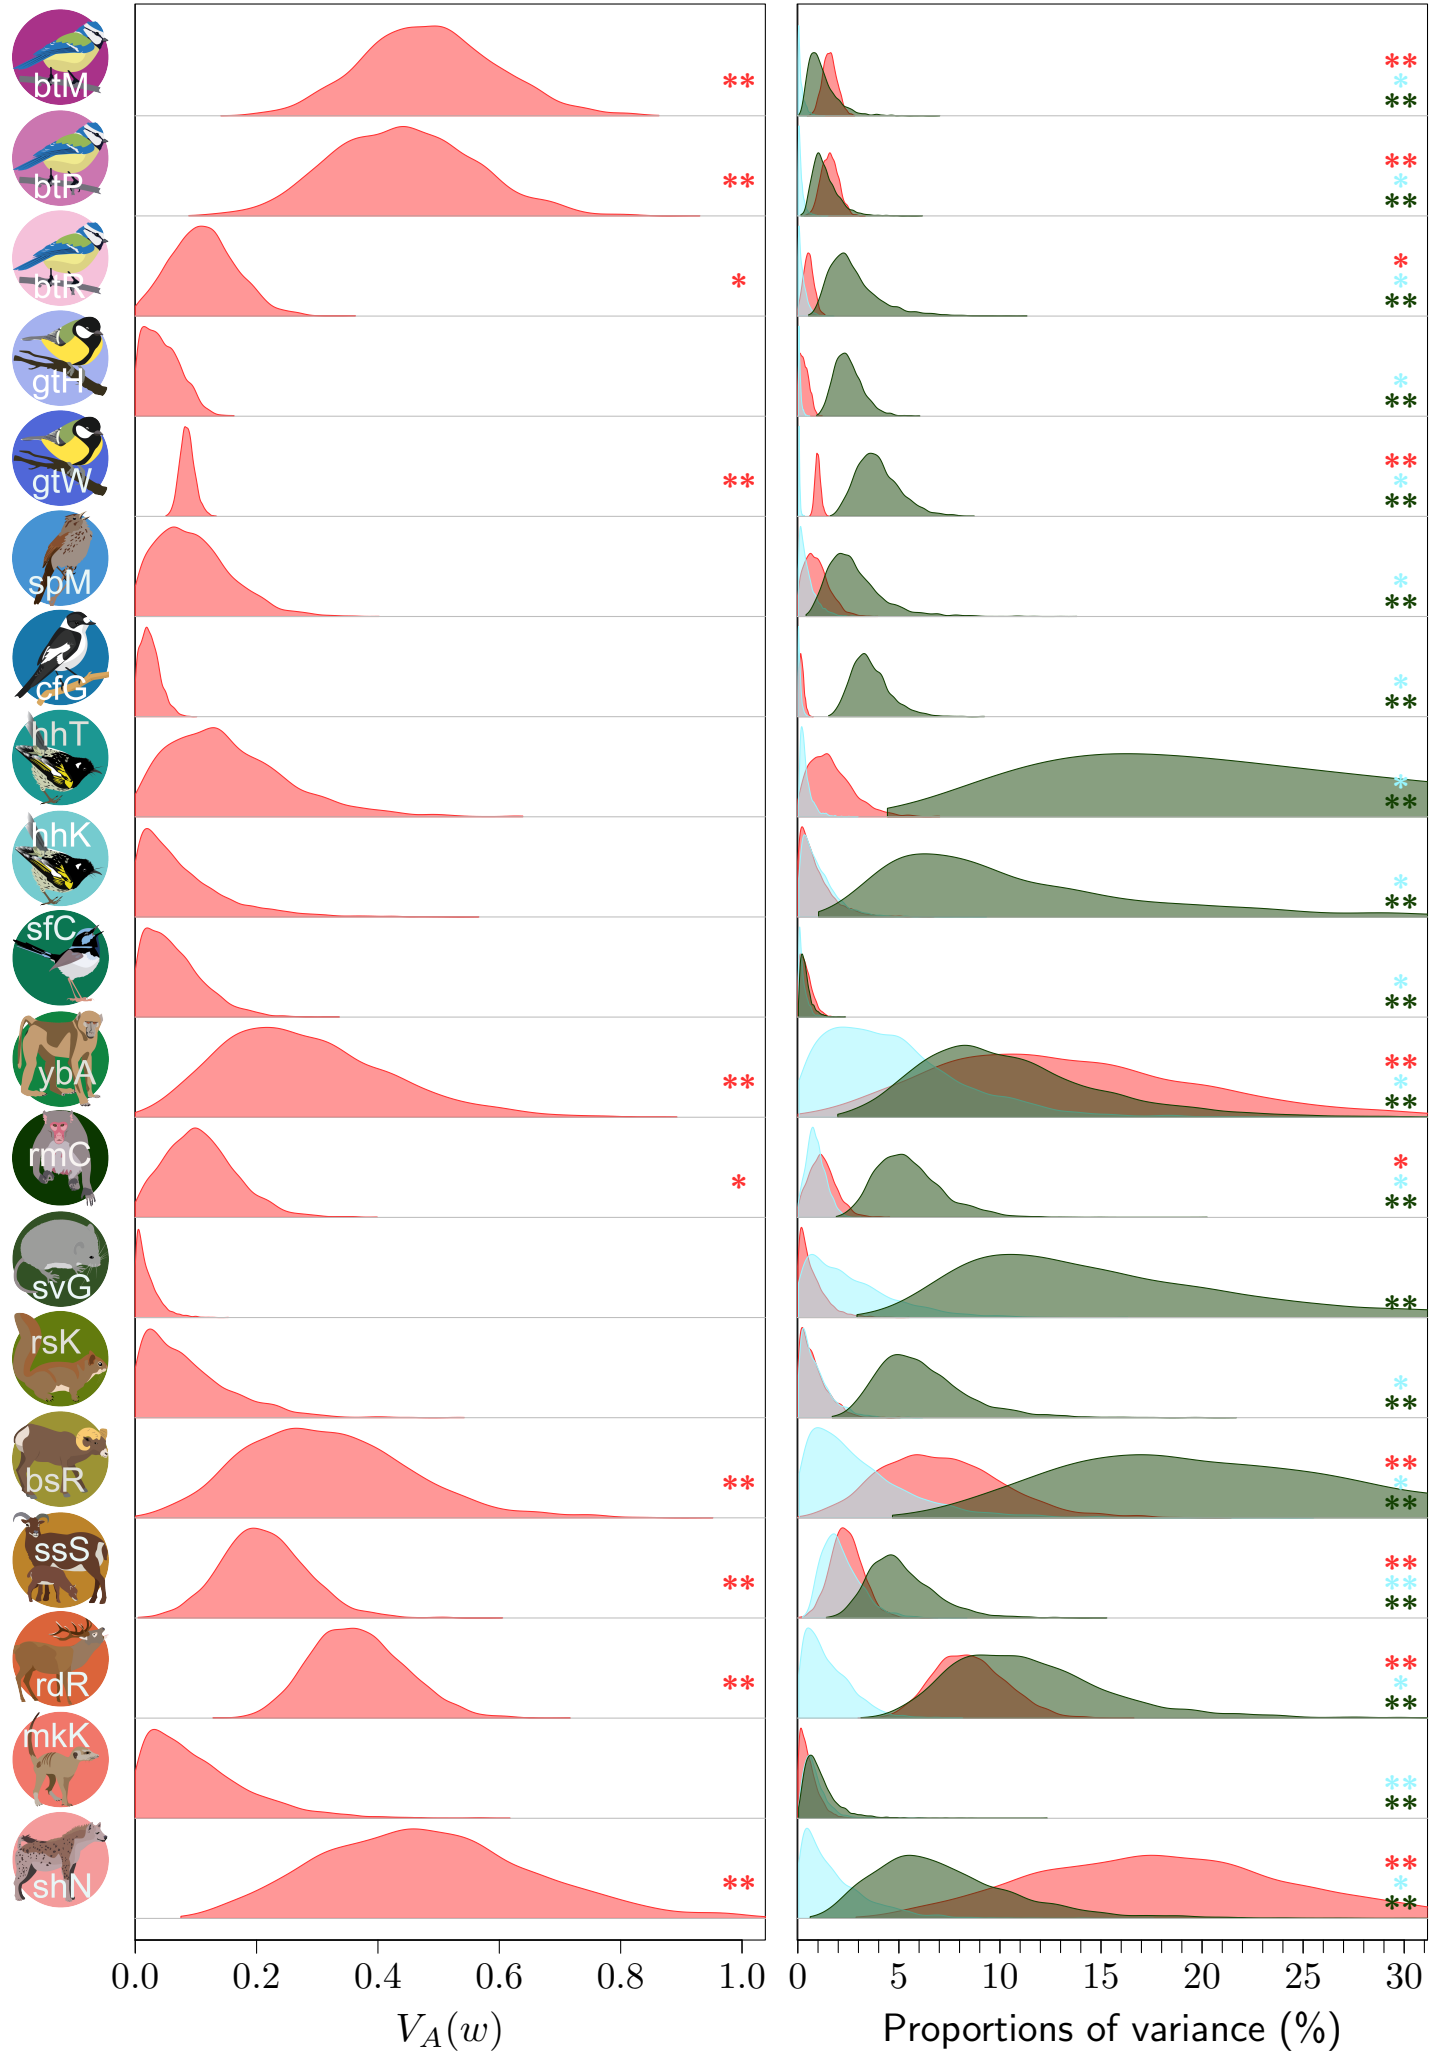 btM
**
**
*
**
btP
**
**
*
**
btR
*
*
*
**
gtH
*
**
gtW
**
**
*
**
spM
*
**
cfG
*
**
hhT
*
**
hhK
*
**
sfC
*
**
ybA
**
**
*
**
rmC
*
*
*
**
svG
**
rsK
*
**
bsR
**
**
*
**
ssS
**
**
**
**
rdR
**
**
*
**
mkK
**
**
shN
**
**
*
**
0.0 0.2 0.4 0.6 0.8 1.0 0 5 10 15 20 25 30
V_A(w) Proportions of variance (%)